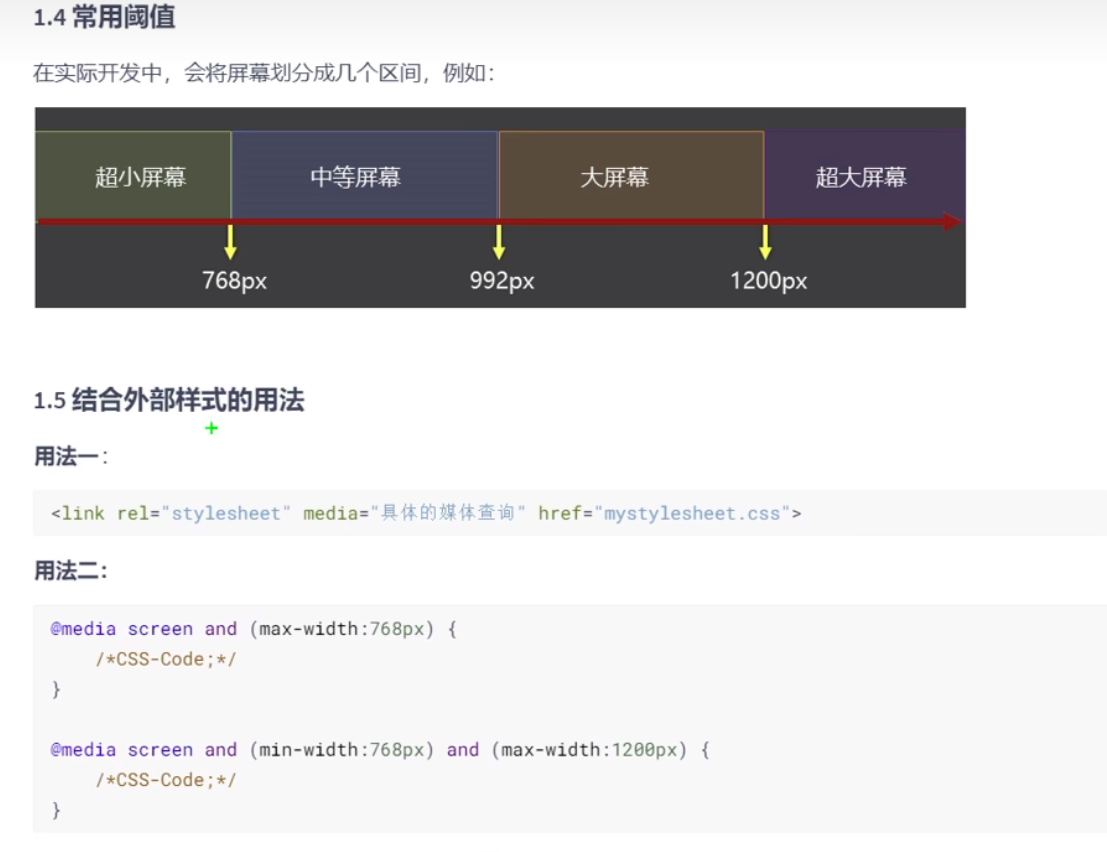 1.4 常用阈值
在实际开发中，会将屏幕划分成几个区间，例如：
超小屏幕 中等屏幕 大屏幕 超大屏幕
768px 992px 1200px
1.5 结合外部样式的用法
用法一：
<link rel="stylesheet" media="具体的媒体查询" href="mystylesheet.css">
用法二：
@media screen and (max-width:768px) {
    /*CSS-Code;*/
}
@media screen and (min-width:768px) and (max-width:1200px) {
    /*CSS-Code;*/
}